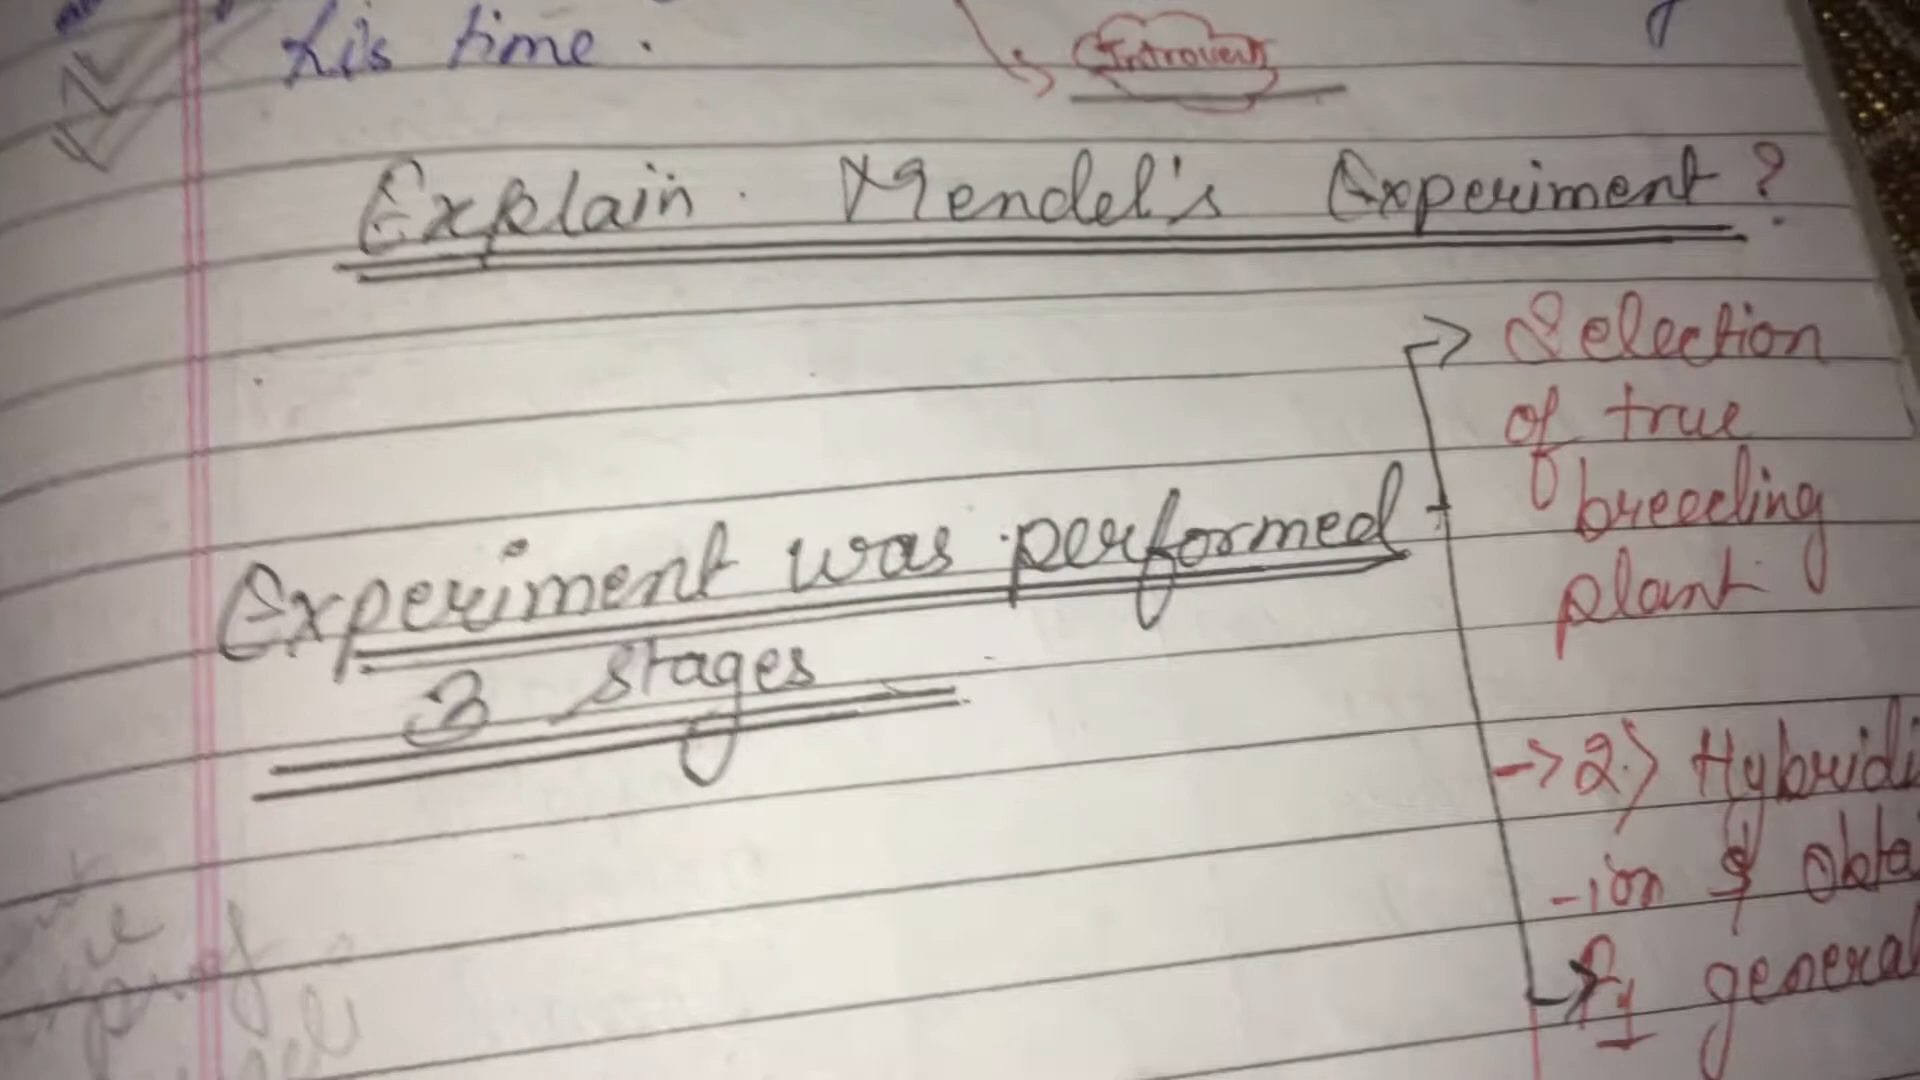 his time.
Introvert
Explain Mendel's Experiment?
Selection
of true
breeding
plant
Experiment was performed
3 stages
2.) Hybridi
-ion & obta
F1 genera